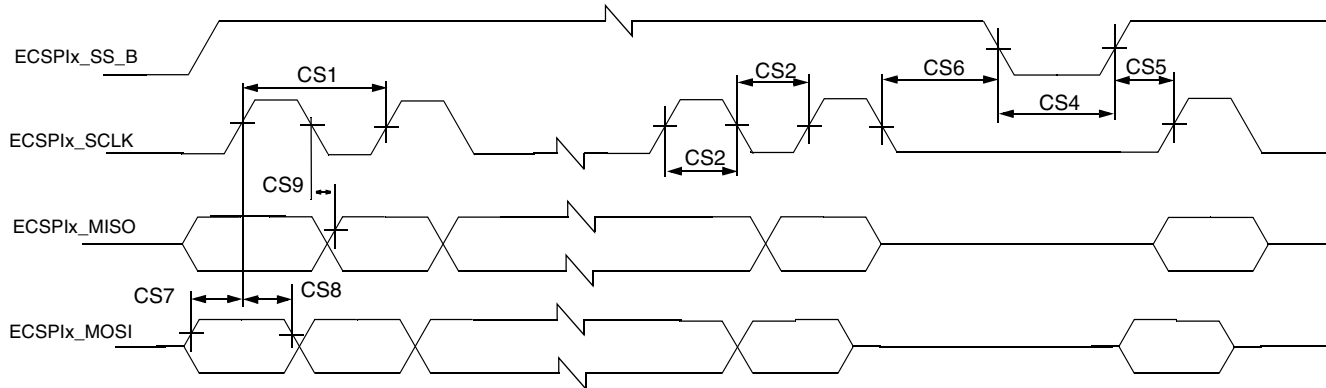 ECSPIx_SS_B
CS1
CS2
CS6
CS5
CS4
ECSPIx_SCLK
CS2
CS9
ECSPIx_MISO
CS7
CS8
ECSPIx_MOSI